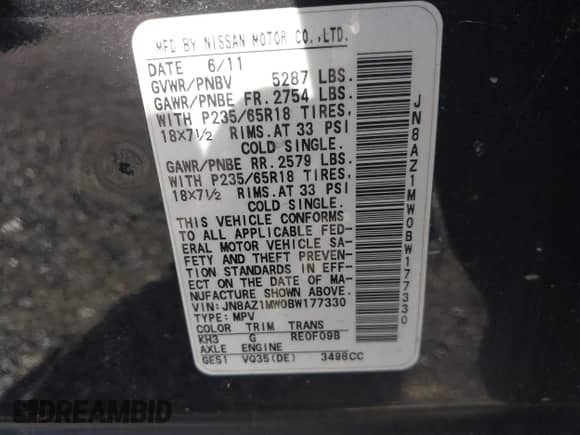 MFD BY NISSAN MOTOR CO.,LTD.
DATE 6/11
GVWR/PNBV 5287 LBS.
GAWR/PNBE FR. 2754 LBS.
WITH P235/65R18 TIRES,
18X7½ RIMS. AT 33 PSI
COLD SINGLE.
GAWR/PNBE RR. 2579 LBS.
WITH P235/65R18 TIRES,
18X7½ RIMS. AT 33 PSI
COLD SINGLE.
THIS VEHICLE CONFORMS
TO ALL APPLICABLE FED-
ERAL MOTOR VEHICLE SA-
FETY AND THEFT PREVEN-
TION STANDARDS IN EFF-
ECT ON THE DATE OF MA-
NUFACTURE SHOWN ABOVE.
VIN:JN8AZ1MW0BW177330
TYPE: MPV
COLOR TRIM TRANS
KH3 G RE0F09B
AXLE ENGINE
GE51 VQ35(DE) 3498CC
JN8AZ1MW0BW177330
DREAMBID